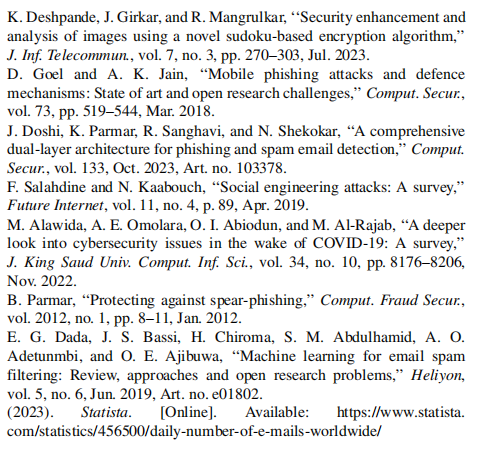 K. Deshpande, J. Girkar, and R. Mangrulkar, ‘‘Security enhancement and
analysis of images using a novel sudoku-based encryption algorithm,’’
J. Inf. Telecommun., vol. 7, no. 3, pp. 270–303, Jul. 2023.
D. Goel and A. K. Jain, ‘‘Mobile phishing attacks and defence
mechanisms: State of art and open research challenges,’’ Comput. Secur.,
vol. 73, pp. 519–544, Mar. 2018.
J. Doshi, K. Parmar, R. Sanghavi, and N. Shekokar, ‘‘A comprehensive
dual-layer architecture for phishing and spam email detection,’’ Comput.
Secur., vol. 133, Oct. 2023, Art. no. 103378.
F. Salahdine and N. Kaabouch, ‘‘Social engineering attacks: A survey,’’
Future Internet, vol. 11, no. 4, p. 89, Apr. 2019.
M. Alawida, A. E. Omolara, O. I. Abiodun, and M. Al-Rajab, ‘‘A deeper
look into cybersecurity issues in the wake of COVID-19: A survey,’’
J. King Saud Univ. Comput. Inf. Sci., vol. 34, no. 10, pp. 8176–8206,
Nov. 2022.
B. Parmar, ‘‘Protecting against spear-phishing,’’ Comput. Fraud Secur.,
vol. 2012, no. 1, pp. 8–11, Jan. 2012.
E. G. Dada, J. S. Bassi, H. Chiroma, S. M. Abdulhamid, A. O.
Adetunmbi, and O. E. Ajibuwa, ‘‘Machine learning for email spam
filtering: Review, approaches and open research problems,’’ Heliyon,
vol. 5, no. 6, Jun. 2019, Art. no. e01802.
(2023). Statista. [Online]. Available: https://www.statista.
com/statistics/456500/daily-number-of-e-mails-worldwide/